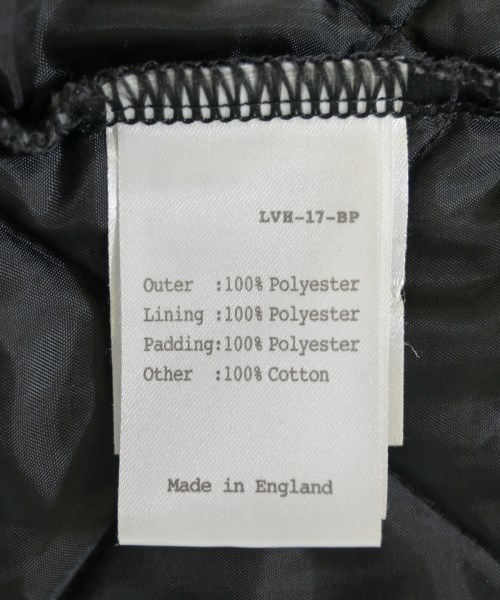 LVH-17-BP
Outer :100% Polyester
Lining :100% Polyester
Padding:100% Polyester
Other :100% Cotton
Made in England